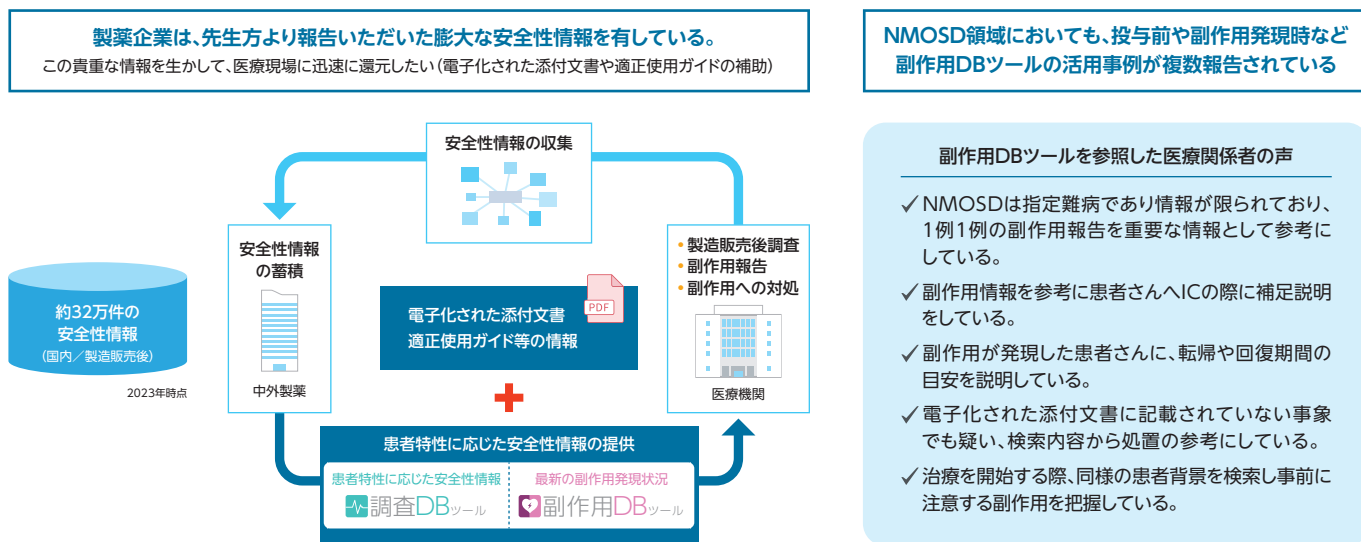 製薬企業は、先生方より報告いただいた膨大な安全性情報を有している。
この貴重な情報を生かして、医療現場に迅速に還元したい（電子化された添付文書や適正使用ガイドの補助）
安全性情報の収集
安全性情報
の蓄積
中外製薬
約32万件の
安全性情報
（国内／製造販売後）
2023年時点
電子化された添付文書
適正使用ガイド等の情報
PDF
・製造販売後調査
・副作用報告
・副作用への対処
医療機関
患者特性に応じた安全性情報の提供
患者特性に応じた安全性情報
調査DBツール
最新の副作用発現状況
副作用DBツール
NMOSD領域においても、投与前や副作用発現時など
副作用DBツールの活用事例が複数報告されている
副作用DBツールを参照した医療関係者の声
✓ NMOSDは指定難病であり情報が限られており、
1例1例の副作用報告を重要な情報として参考に
している。
✓ 副作用情報を参考に患者さんへICの際に補足説明
をしている。
✓ 副作用が発現した患者さんに、転帰や回復期間の
目安を説明している。
✓ 電子化された添付文書に記載されていない事象
でも疑い、検索内容から処置の参考にしている。
✓ 治療を開始する際、同様の患者背景を検索し事前に
注意する副作用を把握している。